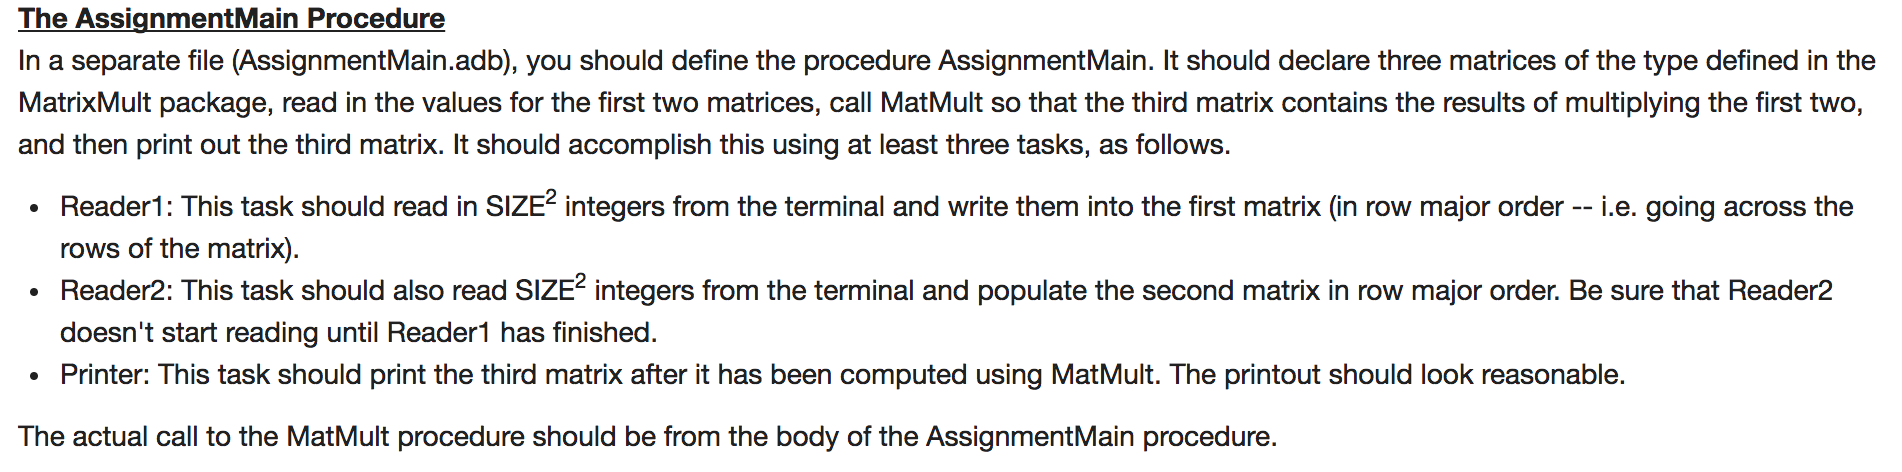 The AssignmentMain Procedure
In a separate file (AssignmentMain.adb), you should define the procedure AssignmentMain. It should declare three matrices of the type defined in the
MatrixMult package, read in the values for the first two matrices, call MatMult so that the third matrix contains the results of multiplying the first two,
and then print out the third matrix. It should accomplish this using at least three tasks, as follows.
• Reader1: This task should read in SIZE² integers from the terminal and write them into the first matrix (in row major order -- i.e. going across the
rows of the matrix).
• Reader2: This task should also read SIZE² integers from the terminal and populate the second matrix in row major order. Be sure that Reader2
doesn't start reading until Reader1 has finished.
• Printer: This task should print the third matrix after it has been computed using MatMult. The printout should look reasonable.
The actual call to the MatMult procedure should be from the body of the AssignmentMain procedure.